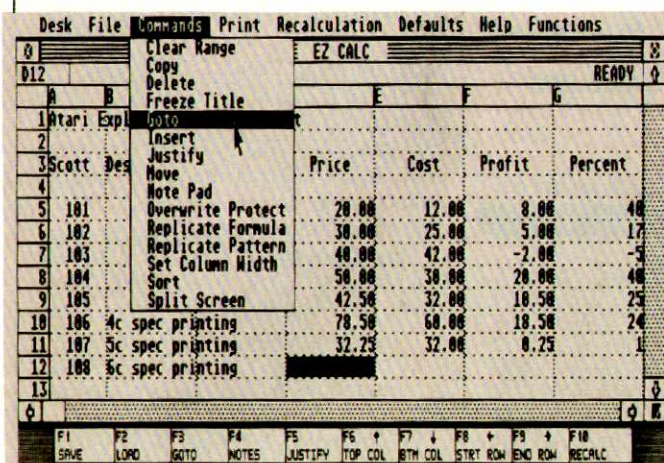 Desk File Commands Print Recalculation Defaults Help Functions
EZ CALC
D12 READY
A B E F G
Clear Range
Copy
Delete
Freeze Title
Goto
Insert
Justify
Move
Note Pad
Overwrite Protect
Replicate Formula
Replicate Pattern
Set Column Width
Sort
Split Screen
1 Atari Expl t
2
3 Scott Des Price Cost Profit Percent
4
5 101 20.00 12.00 8.00 40
6 102 30.00 25.00 5.00 17
7 103 40.00 42.00 -2.00 -5
8 104 50.00 30.00 20.00 40
9 105 42.50 32.00 10.50 25
10 106 4c spec printing 78.50 60.00 18.50 24
11 107 5c spec printing 32.25 32.00 0.25 1
12 108 6c spec printing
13
F1 F2 F3 F4 F5 F6 ↑ F7 ↓ F8 ← F9 → F10
SAVE LOAD GOTO NOTES JUSTIFY TOP COL BTM COL STRT ROW END ROW RECALC